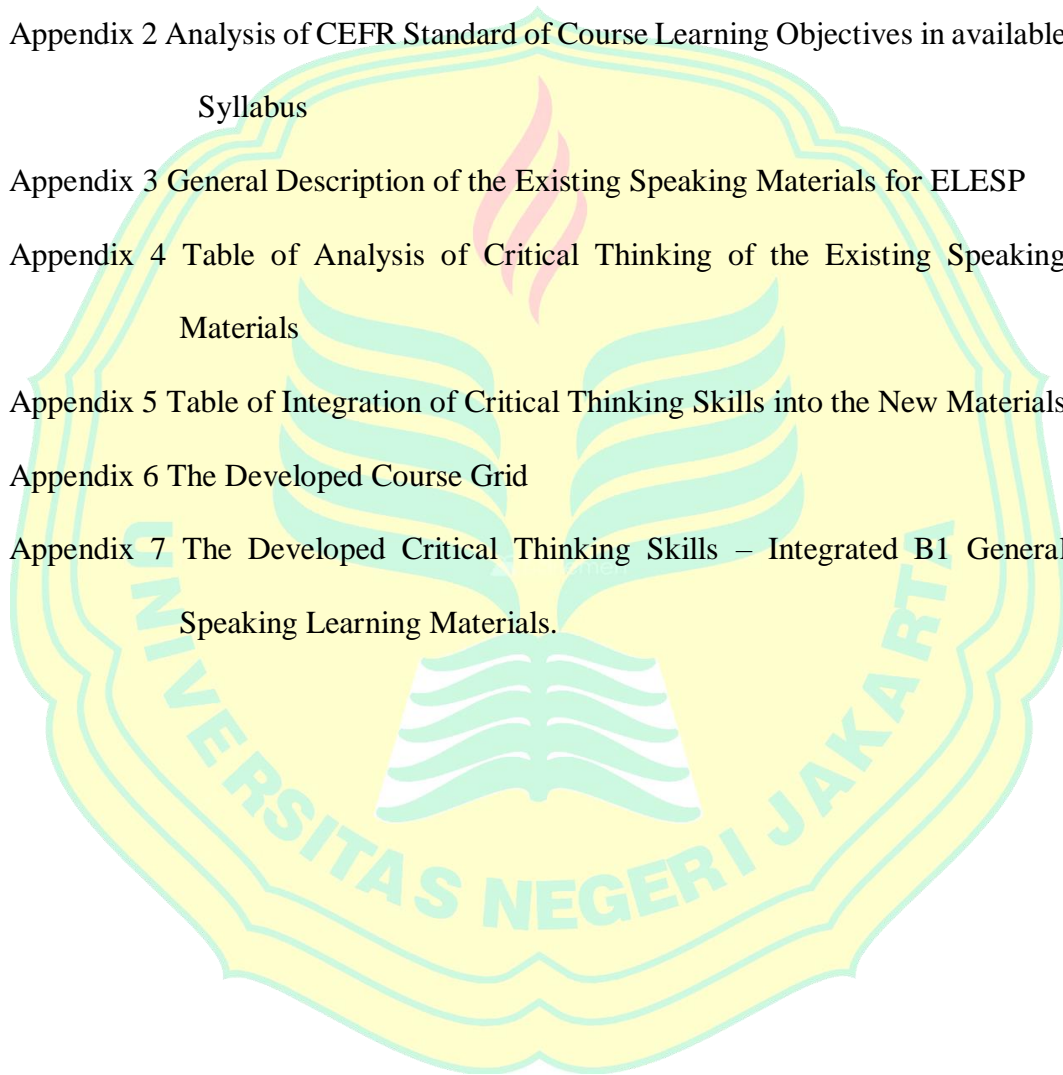 Appendix 2 Analysis of CEFR Standard of Course Learning Objectives in available
Syllabus
Appendix 3 General Description of the Existing Speaking Materials for ELESP
Appendix 4 Table of Analysis of Critical Thinking of the Existing Speaking
Materials
Appendix 5 Table of Integration of Critical Thinking Skills into the New Materials
Appendix 6 The Developed Course Grid
Appendix 7 The Developed Critical Thinking Skills – Integrated B1 General
Speaking Learning Materials.
UNIVERSITAS NEGERI JAKARTA